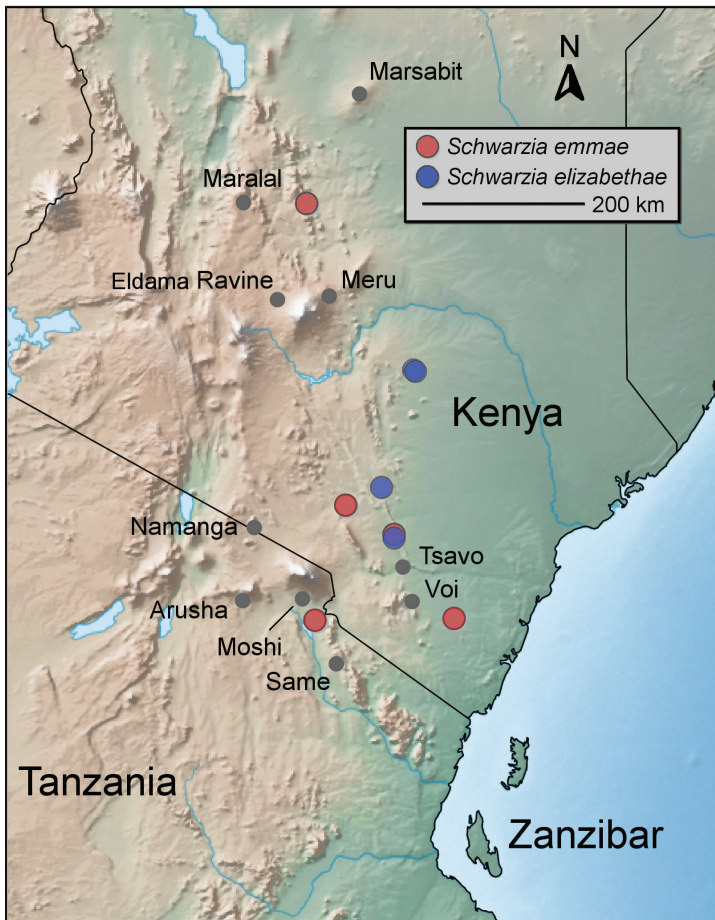 N
Marsabit
Schwarzia emmae
Schwarzia elizabethae
200 km
Maralal
Eldama Ravine
Meru
Kenya
Namanga
Tsavo
Voi
Arusha
Moshi
Same
Tanzania
Zanzibar